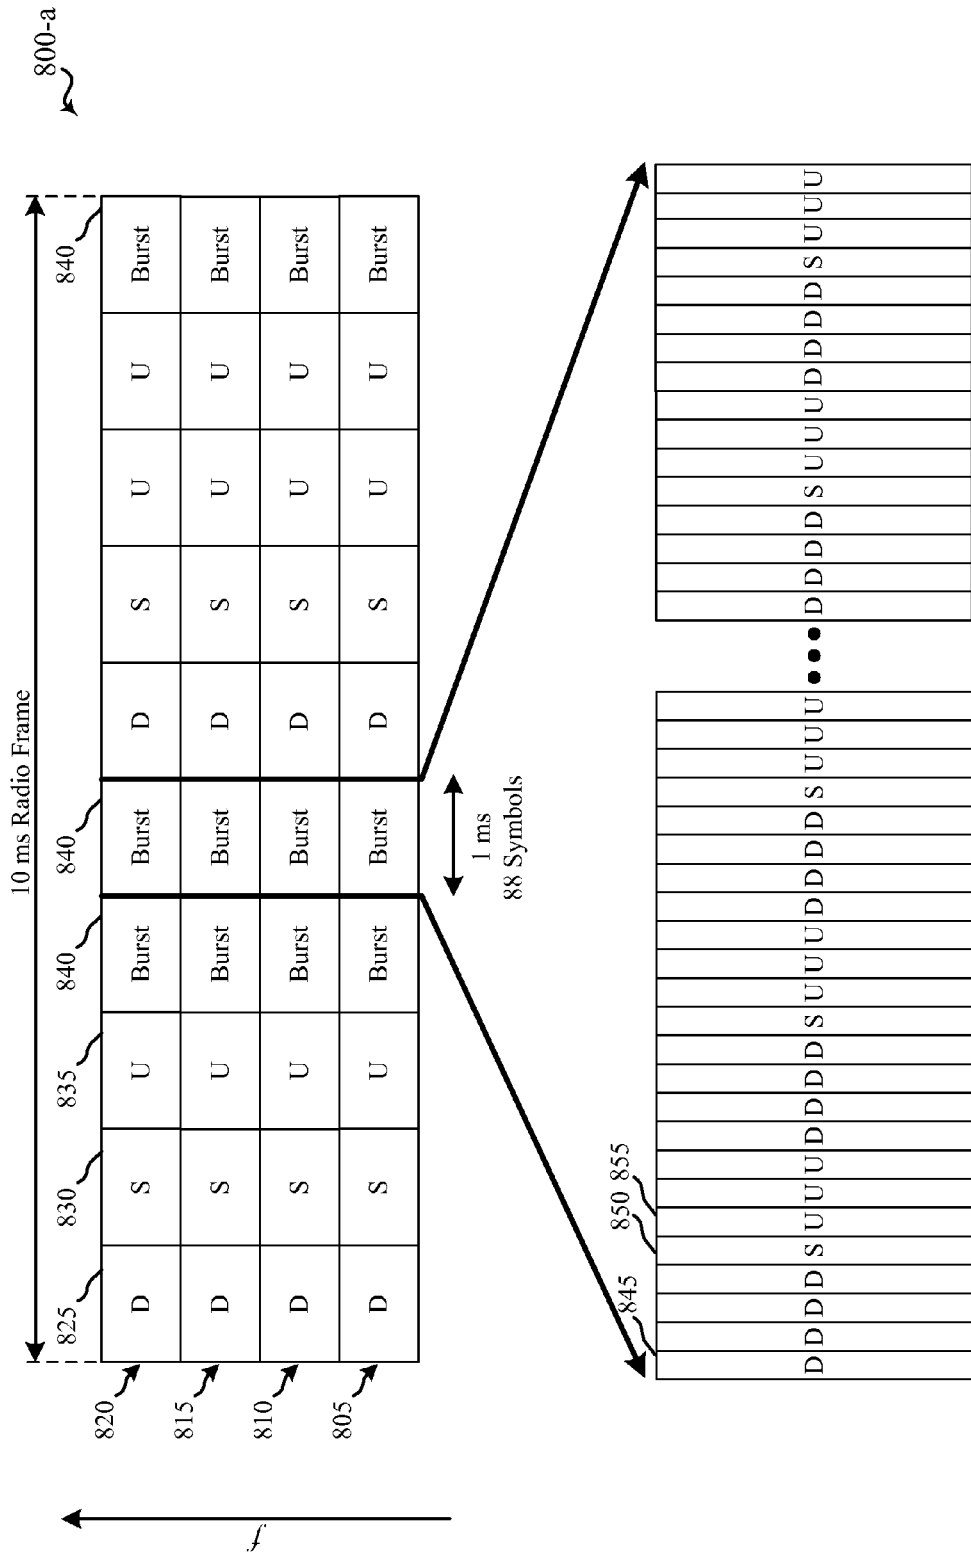 10 ms Radio Frame
800-a
825 830 835 840 840 840
820 D S U Burst Burst D S U U Burst
815 D S U Burst Burst D S U U Burst
810 D S U Burst Burst D S U U Burst
805 D S U Burst Burst D S U U Burst
f
1 ms
88 Symbols
845 850 855
D D D D S U U U D D D D S U U U D D D D S U U U ••• D D D D S U U U D D D D S U U U